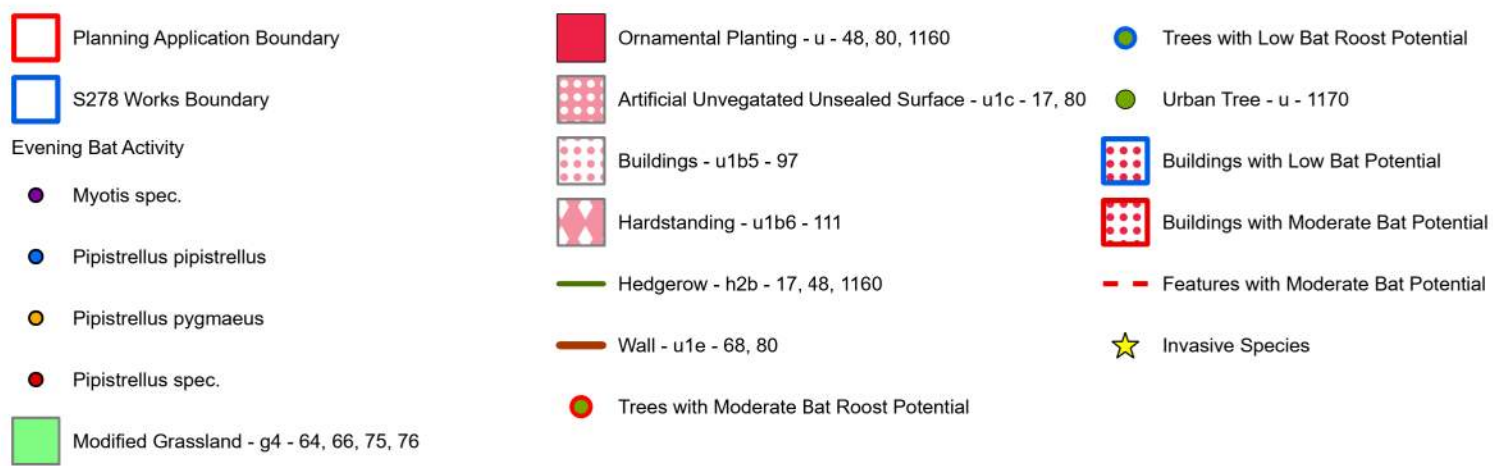 Planning Application Boundary
S278 Works Boundary
Evening Bat Activity
Myotis spec.
Pipistrellus pipistrellus
Pipistrellus pygmaeus
Pipistrellus spec.
Modified Grassland - g4 - 64, 66, 75, 76
Ornamental Planting - u - 48, 80, 1160
Artificial Unvegatated Unsealed Surface - u1c - 17, 80
Buildings - u1b5 - 97
Hardstanding - u1b6 - 111
Hedgerow - h2b - 17, 48, 1160
Wall - u1e - 68, 80
Trees with Moderate Bat Roost Potential
Trees with Low Bat Roost Potential
Urban Tree - u - 1170
Buildings with Low Bat Potential
Buildings with Moderate Bat Potential
Features with Moderate Bat Potential
Invasive Species